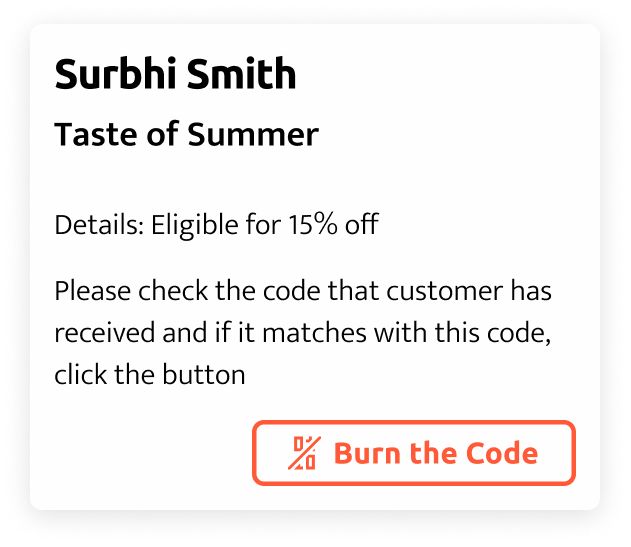 Surbhi Smith
Taste of Summer
Details: Eligible for 15% off
Please check the code that customer has
received and if it matches with this code,
click the button
Burn the Code